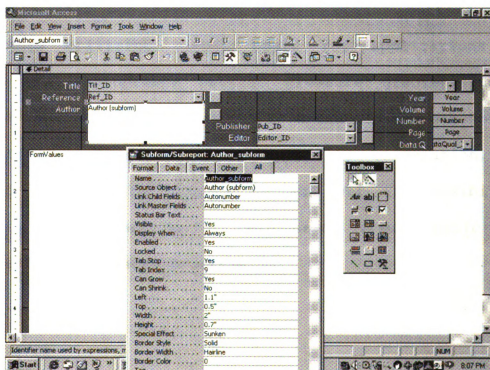 Microsoft Access
File Edit View Insert Format Tools Window Help
Author_subform
B I U
Detail
Title Tit_ID
Reference Ref_ID Year Year
Author Author (subform) Volume Volume
Publisher Pub_ID Number Number
Editor Editor_ID Page Page
Data Q
FormValues
Subform/Subreport: Author_subform
Toolbox
Format Data Event Other All
Name Author_subform
Source Object Author (subform)
Link Child Fields Autonumber
Link Master Fields Autonumber
Status Bar Text
Visible Yes
Display When Always
Enabled Yes
Locked No
Tab Stop Yes
Tab Index 9
Can Grow Yes
Can Shrink No
Left 1.1"
Top 0.5"
Width 2"
Height 0.7"
Special Effect Sunken
Border Style Solid
Border Width Hairline
Border Color 0
Identifier name used by expressions, m
NUM
Start
8:07 PM